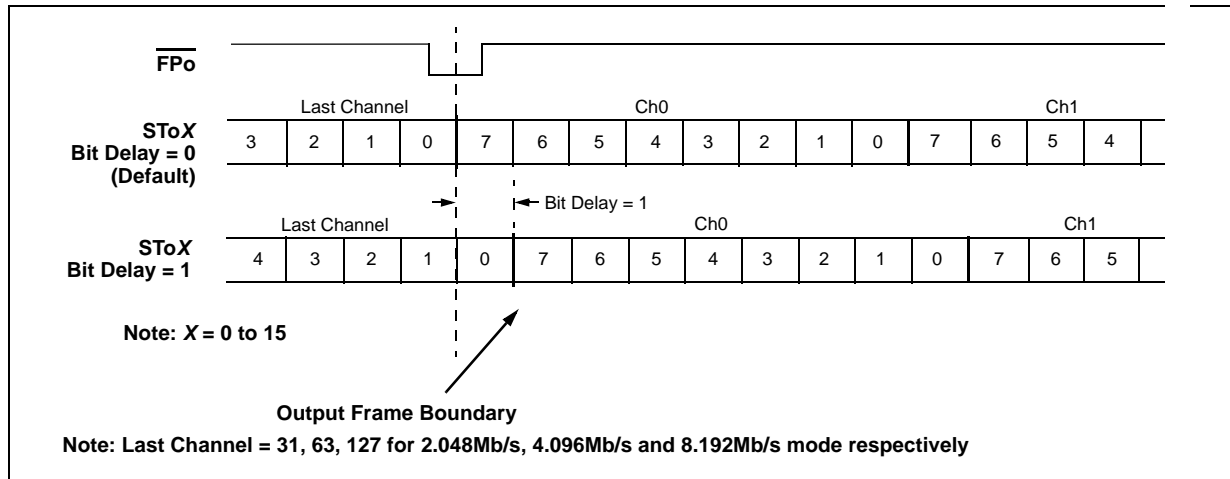 FPo
Last Channel Ch0 Ch1
SToX
Bit Delay = 0
(Default)
3 2 1 0 7 6 5 4 3 2 1 0 7 6 5 4
Bit Delay = 1
Last Channel Ch0 Ch1
SToX
Bit Delay = 1
4 3 2 1 0 7 6 5 4 3 2 1 0 7 6 5
Note: X = 0 to 15
Output Frame Boundary
Note: Last Channel = 31, 63, 127 for 2.048Mb/s, 4.096Mb/s and 8.192Mb/s mode respectively